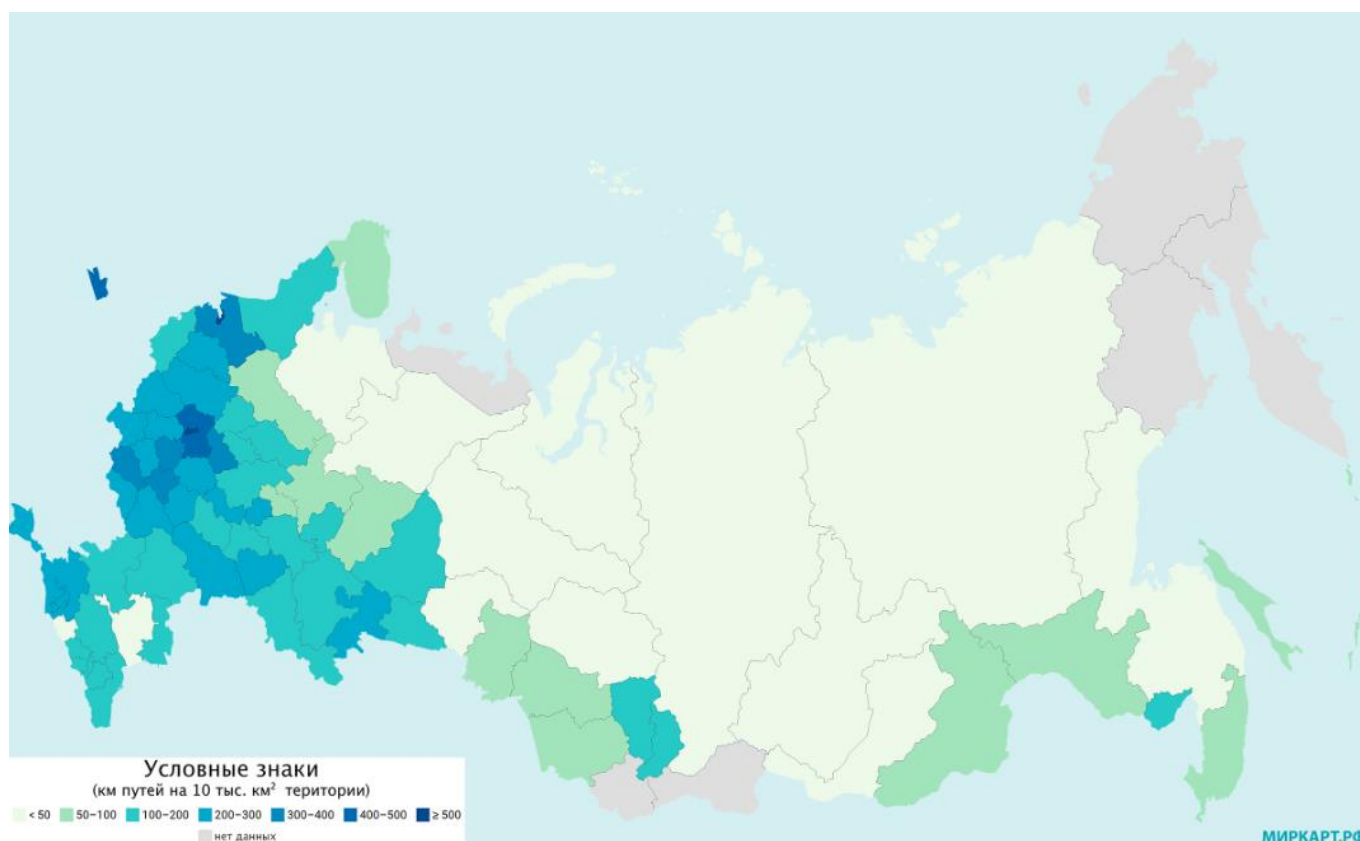 Условные знаки
(км путей на 10 тыс. км² територии)
< 50 50–100 100–200 200–300 300–400 400–500 ≥ 500
нет данных
МИРКАРТ.РФ